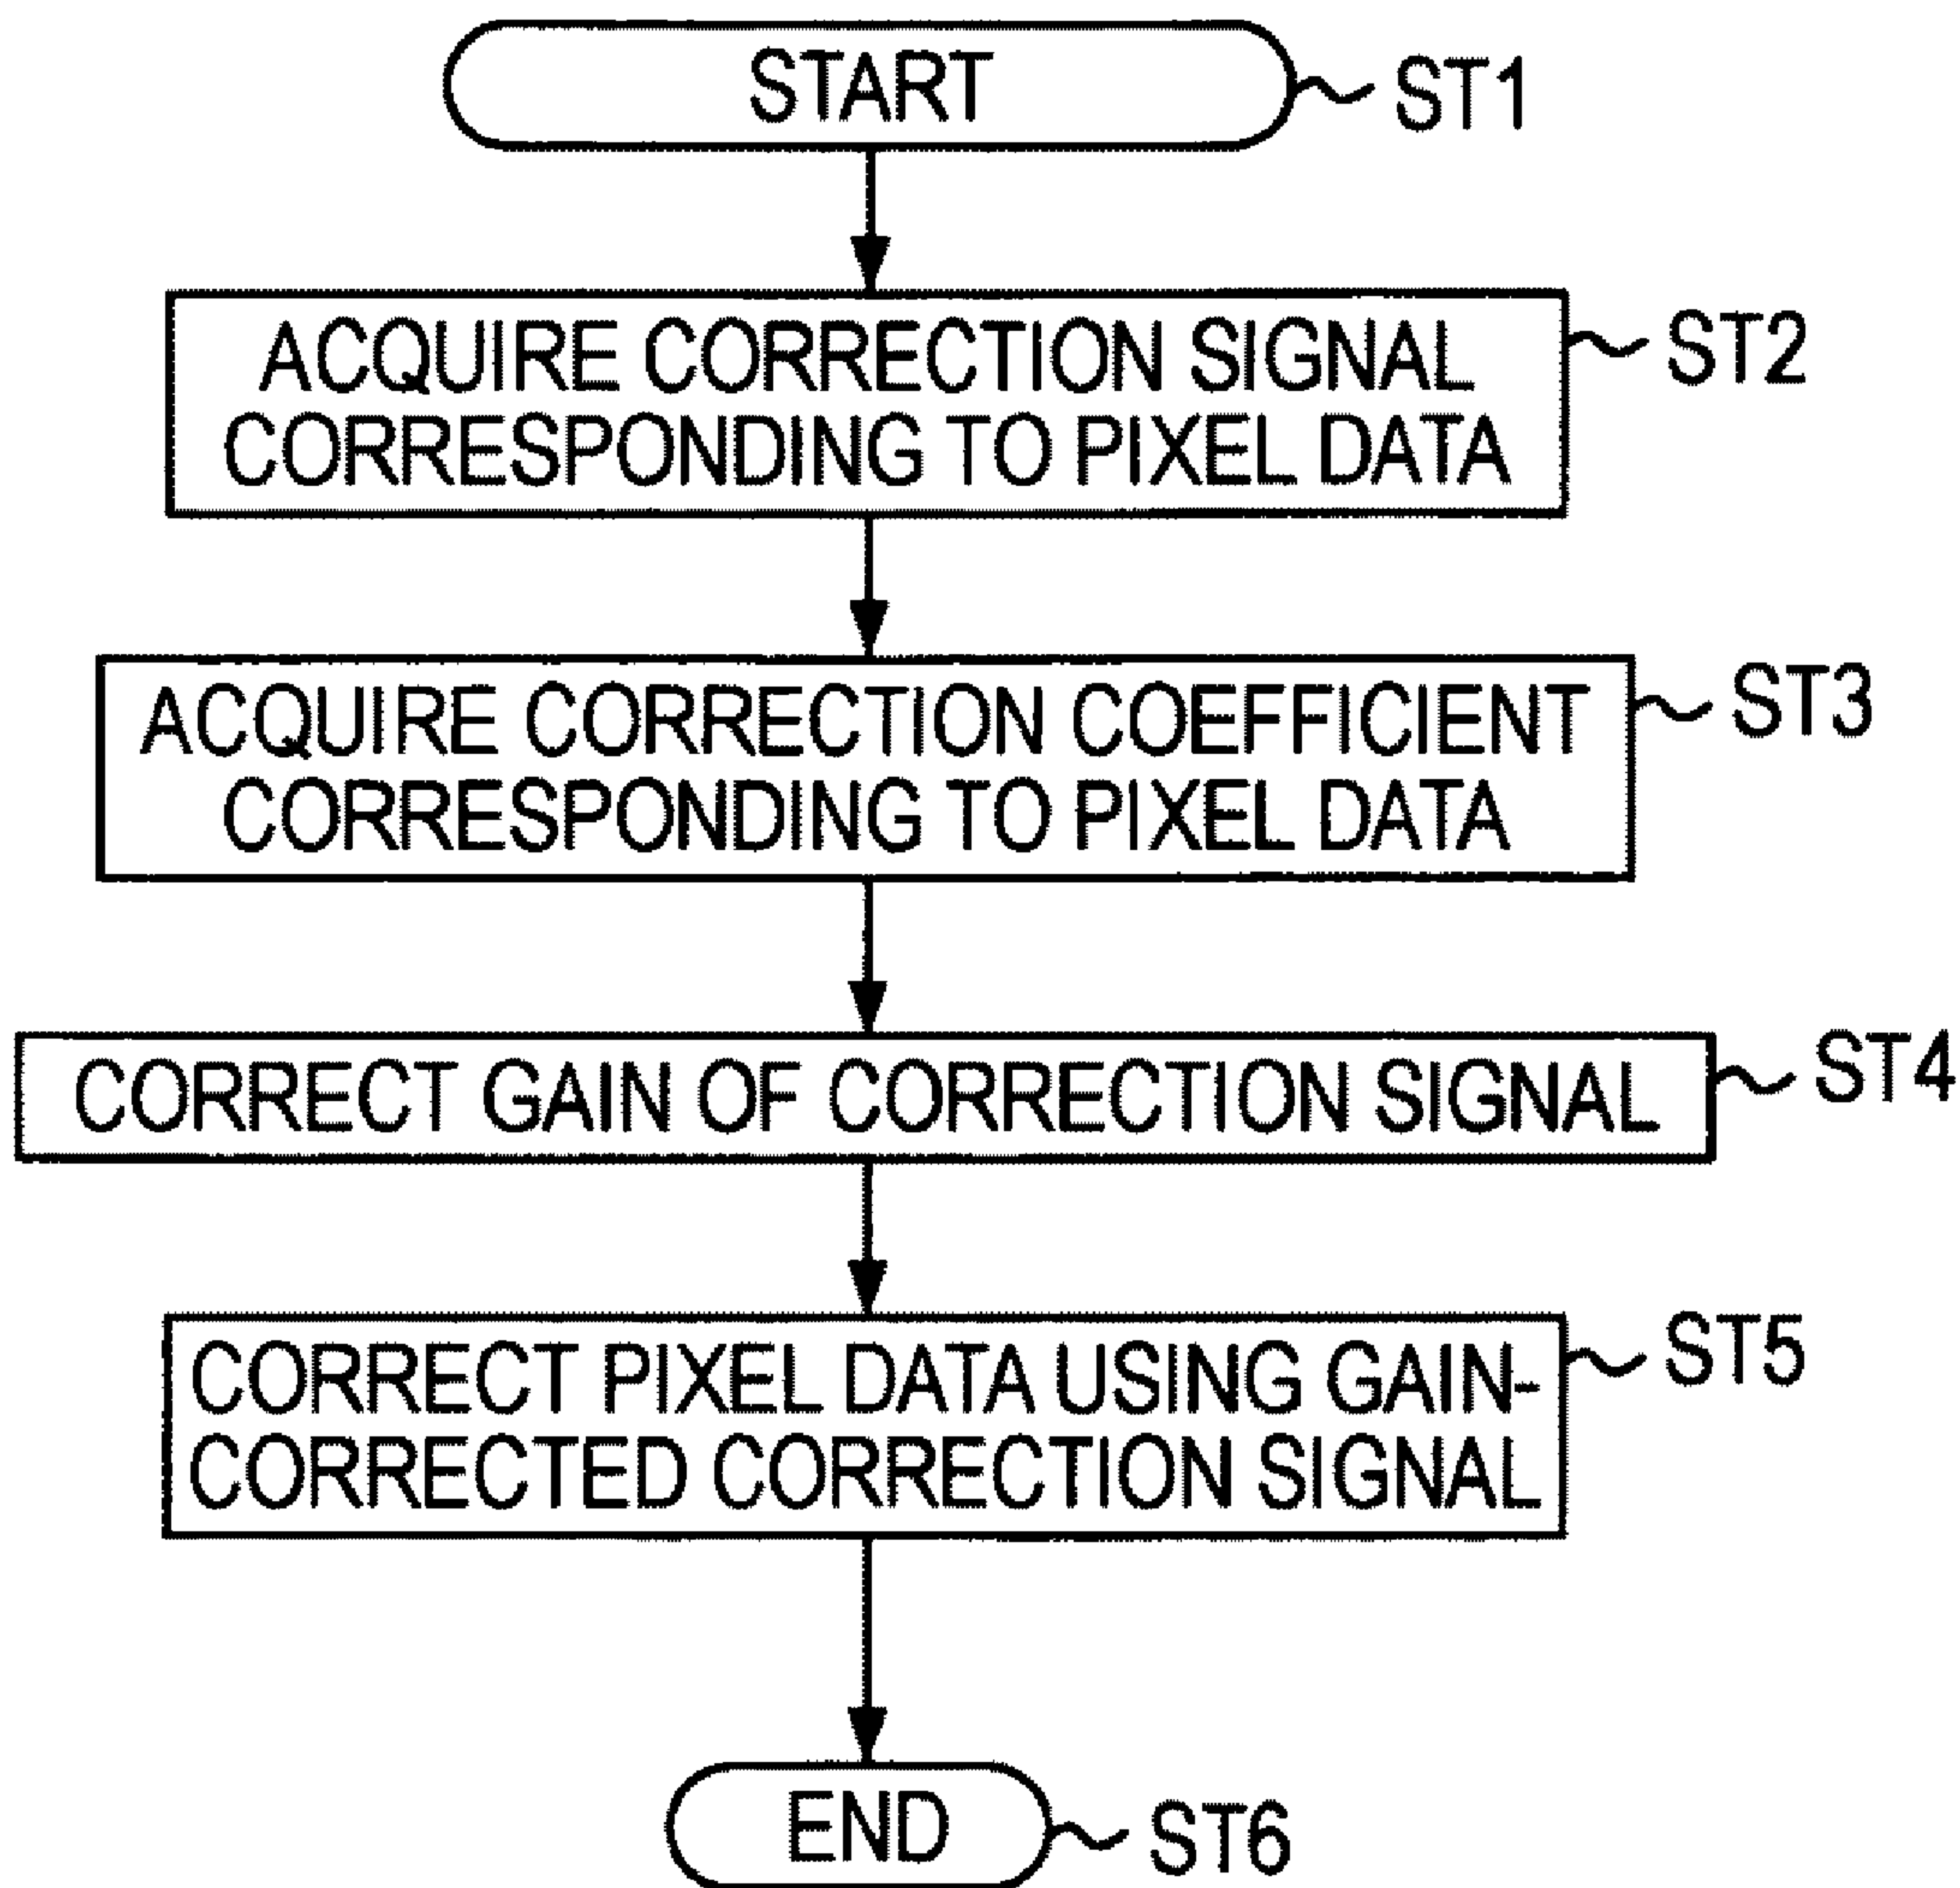 START
ST1
ACQUIRE CORRECTION SIGNAL
CORRESPONDING TO PIXEL DATA
ST2
ACQUIRE CORRECTION COEFFICIENT
CORRESPONDING TO PIXEL DATA
ST3
CORRECT GAIN OF CORRECTION SIGNAL
ST4
CORRECT PIXEL DATA USING GAIN-
CORRECTED CORRECTION SIGNAL
ST5
END
ST6